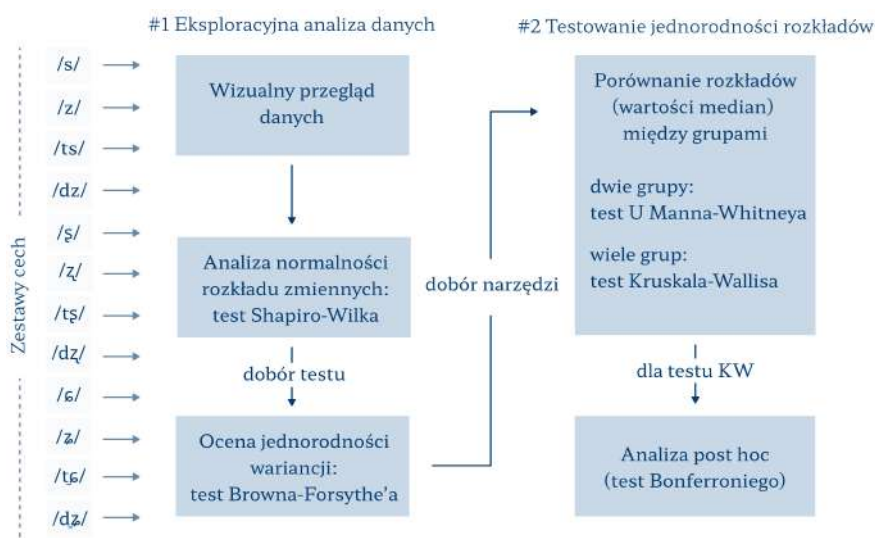 #1 Eksploracyjna analiza danych
#2 Testowanie jednorodności rozkładów
Zestawy cech
/s/
/z/
/ts/
/dz/
/ʂ/
/ʐ/
/tʂ/
/dʐ/
/ɕ/
/ʑ/
/tɕ/
/dʑ/
Wizualny przegląd
danych
Analiza normalności
rozkładu zmiennych:
test Shapiro-Wilka
dobór testu
Ocena jednorodności
wariancji:
test Browna-Forsythe’a
dobór narzędzi
Porównanie rozkładów
(wartości median)
między grupami
dwie grupy:
test U Manna-Whitneya
wiele grup:
test Kruskala-Wallisa
dla testu KW
Analiza post hoc
(test Bonferroniego)